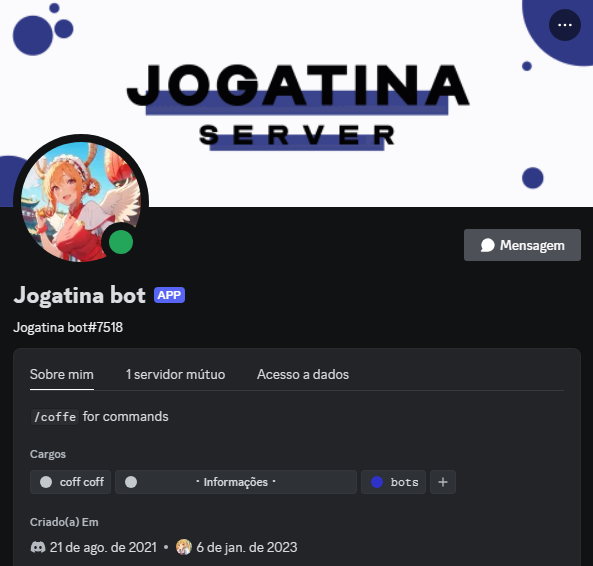 JOGATINA
SERVER
Mensagem
Jogatina bot APP
Jogatina bot#7518
Sobre mim 1 servidor mútuo Acesso a dados
/coffe for commands
Cargos
coff coff · Informações · bots +
Criado(a) Em
21 de ago. de 2021 • 6 de jan. de 2023